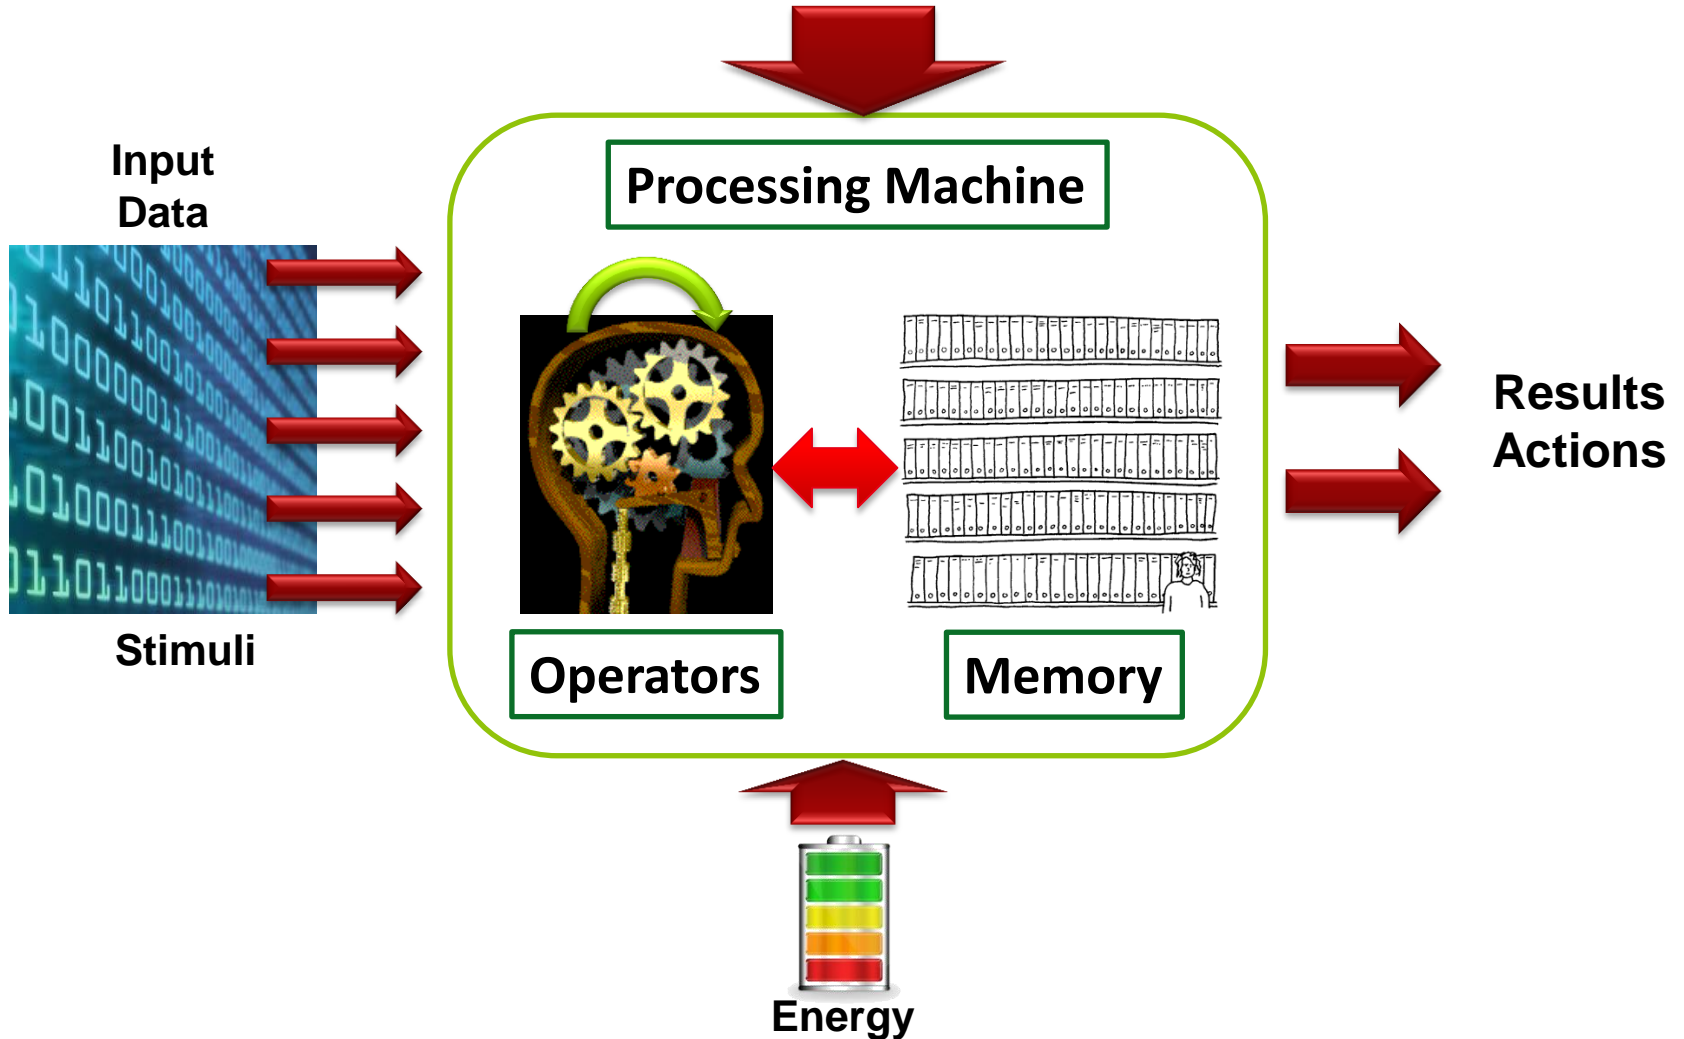 Input
Data
Stimuli
Processing Machine
Operators
Memory
Results
Actions
Energy